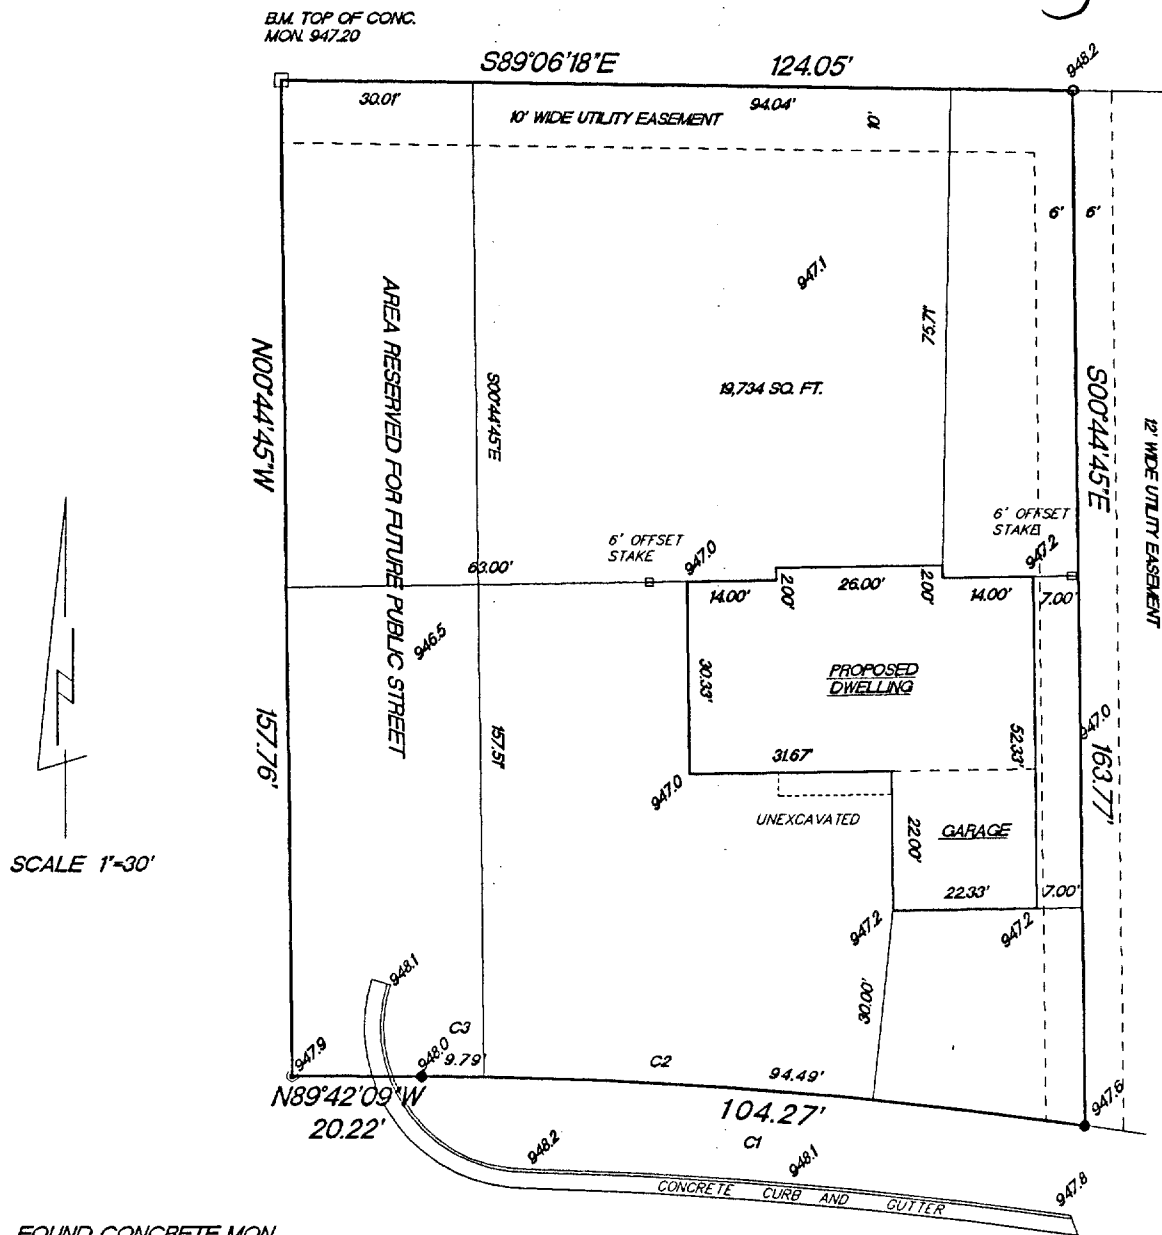 B.M. TOP OF CONC.
MON. 947.20
S89°06'18"E
124.05'
948.2
30.01'
94.04'
10' WIDE UTILITY EASEMENT
10'
6'
6'
947.1
75.71'
AREA RESERVED FOR FUTURE PUBLIC STREET
N00°44'45"W
S00°44'45"E
19,734 SQ. FT.
S00°44'45"E
12' WIDE UTILITY EASEMENT
6' OFFSET
STAKE
6' OFFSET
STAKE
947.0
947.2
63.00'
14.00'
2.00'
26.00'
2.00'
14.00'
7.00'
946.5
30.33'
PROPOSED
DWELLING
157.76'
157.51'
31.67'
52.33'
947.0
163.77'
947.0
UNEXCAVATED
22.00'
GARAGE
SCALE 1"=30'
22.33'
7.00'
947.2
947.2
948.1
30.00'
C3
947.9
948.0
9.79'
C2
94.49'
N89°42'09"W
20.22'
104.27'
947.6
C1
948.2
948.1
947.8
CONCRETE CURB AND GUTTER
FOUND CONCRETE MON.